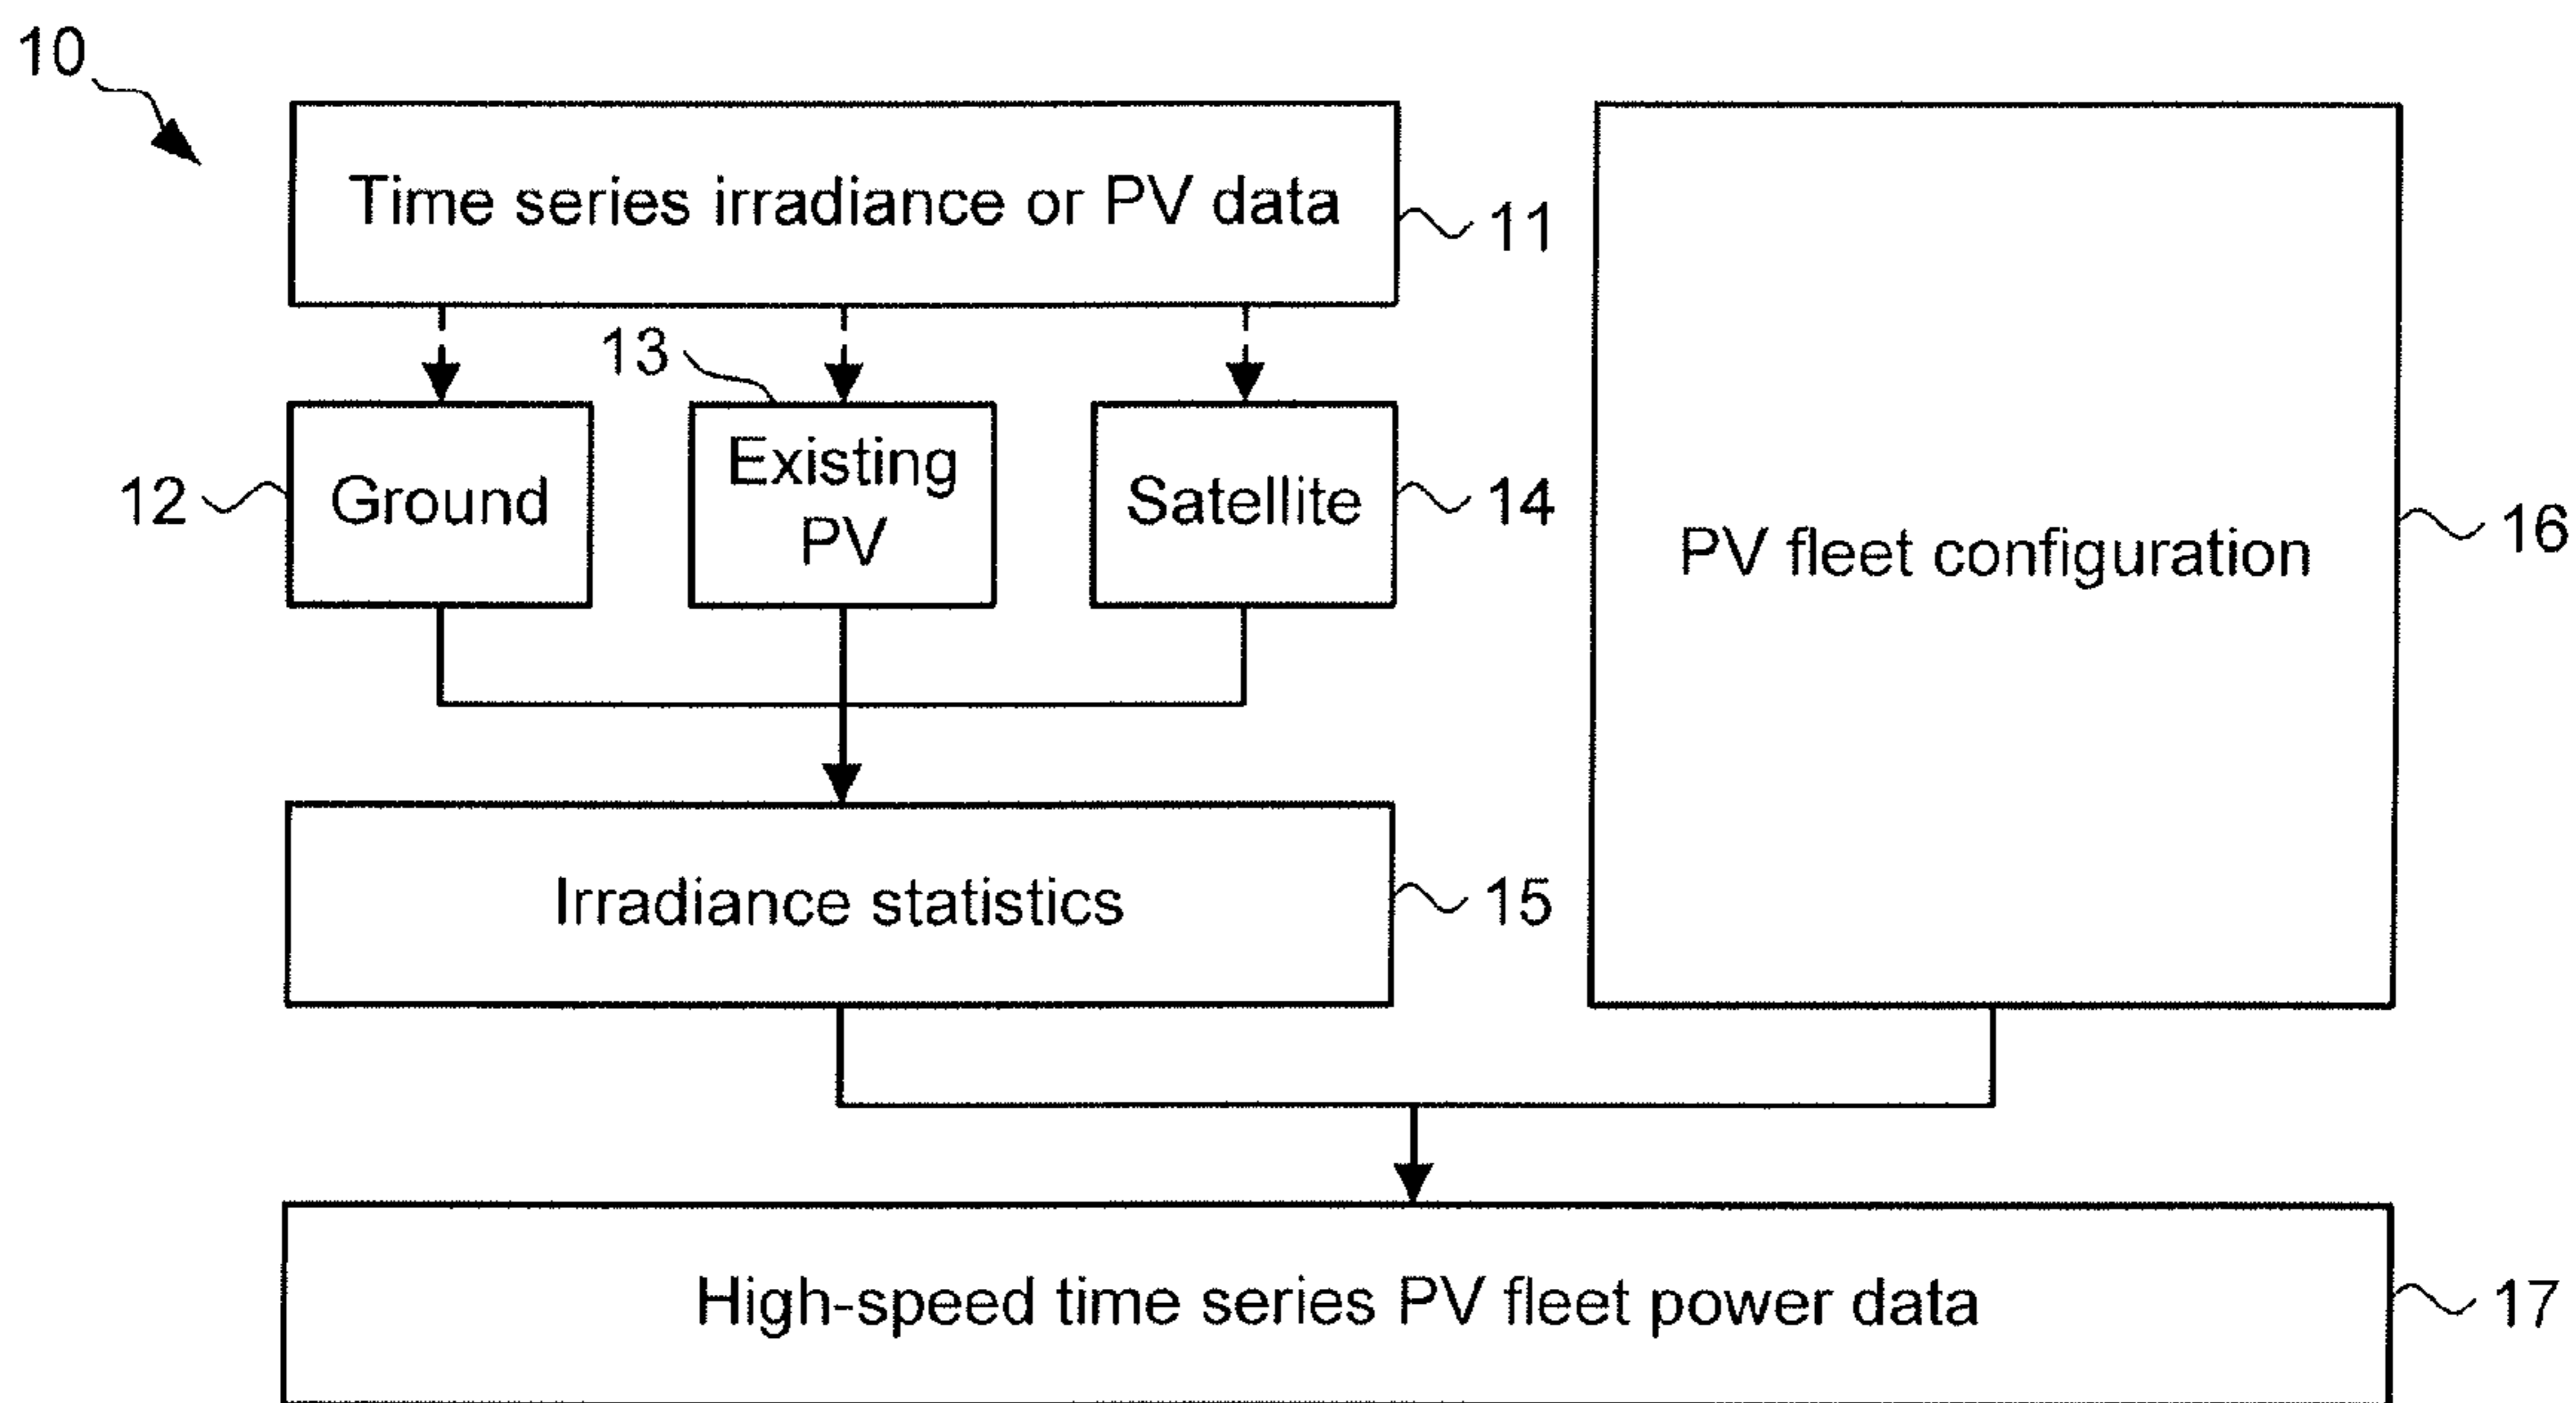 10
Time series irradiance or PV data
11
13
12
Ground
Existing
PV
Satellite
14
PV fleet configuration
16
Irradiance statistics
15
High-speed time series PV fleet power data
17